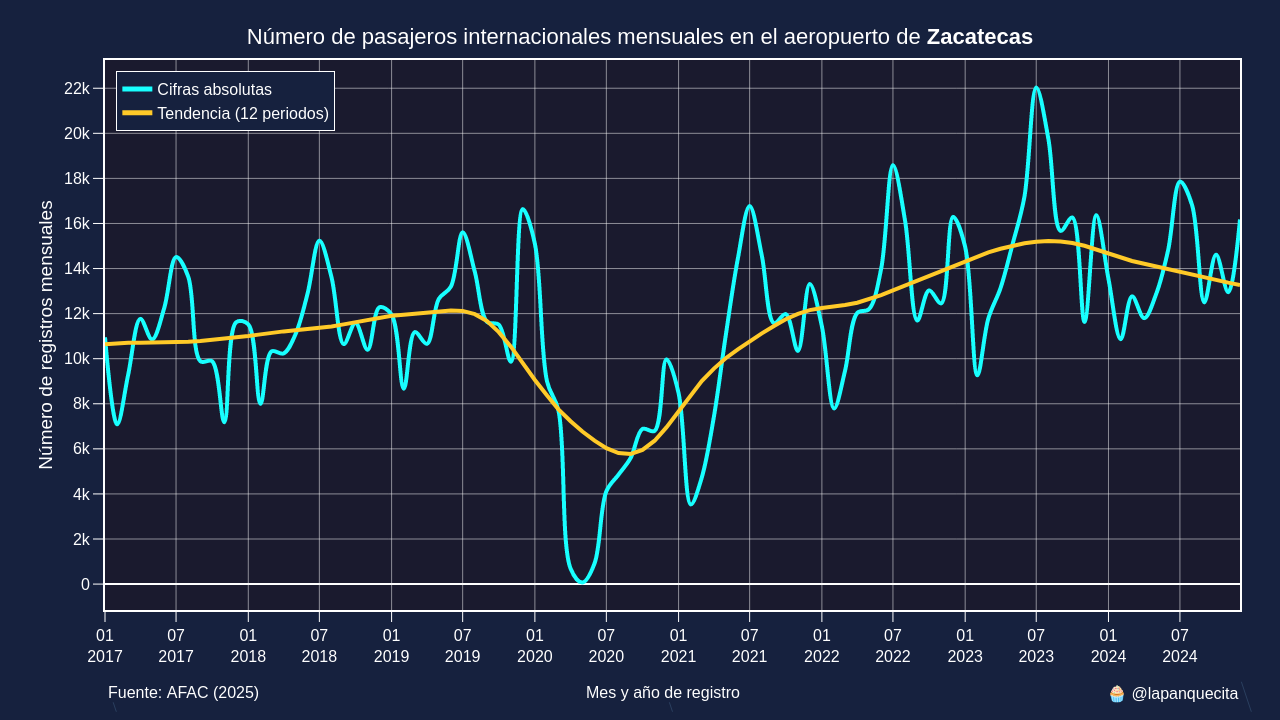 Número de pasajeros internacionales mensuales en el aeropuerto de Zacatecas
Cifras absolutas
Tendencia (12 periodos)
Número de registros mensuales
22k
20k
18k
16k
14k
12k
10k
8k
6k
4k
2k
0
01 07 01 07 01 07 01 07 01 07 01 07 01 07 01 07
2017 2017 2018 2018 2019 2019 2020 2020 2021 2021 2022 2022 2023 2023 2024 2024
Fuente: AFAC (2025)
Mes y año de registro
🧁 @lapanquecita